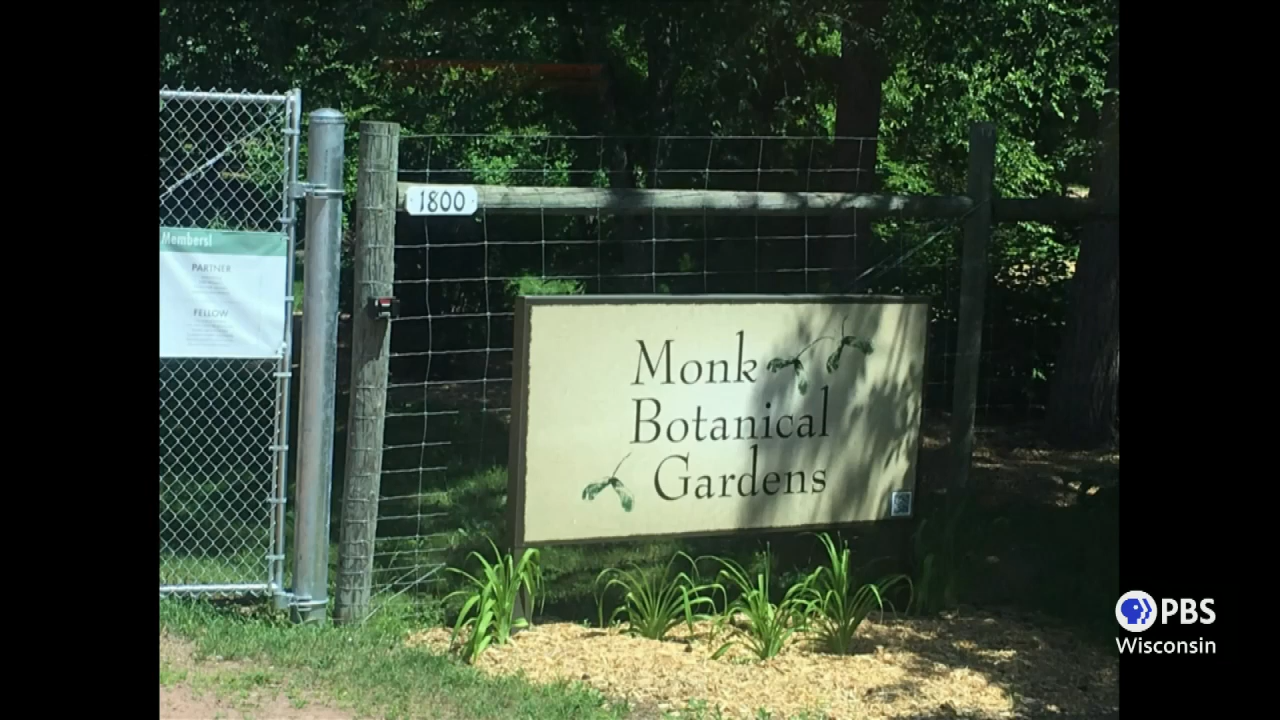 1800
Members!
PARTNER
FELLOW
Monk
Botanical
Gardens
PBS
Wisconsin